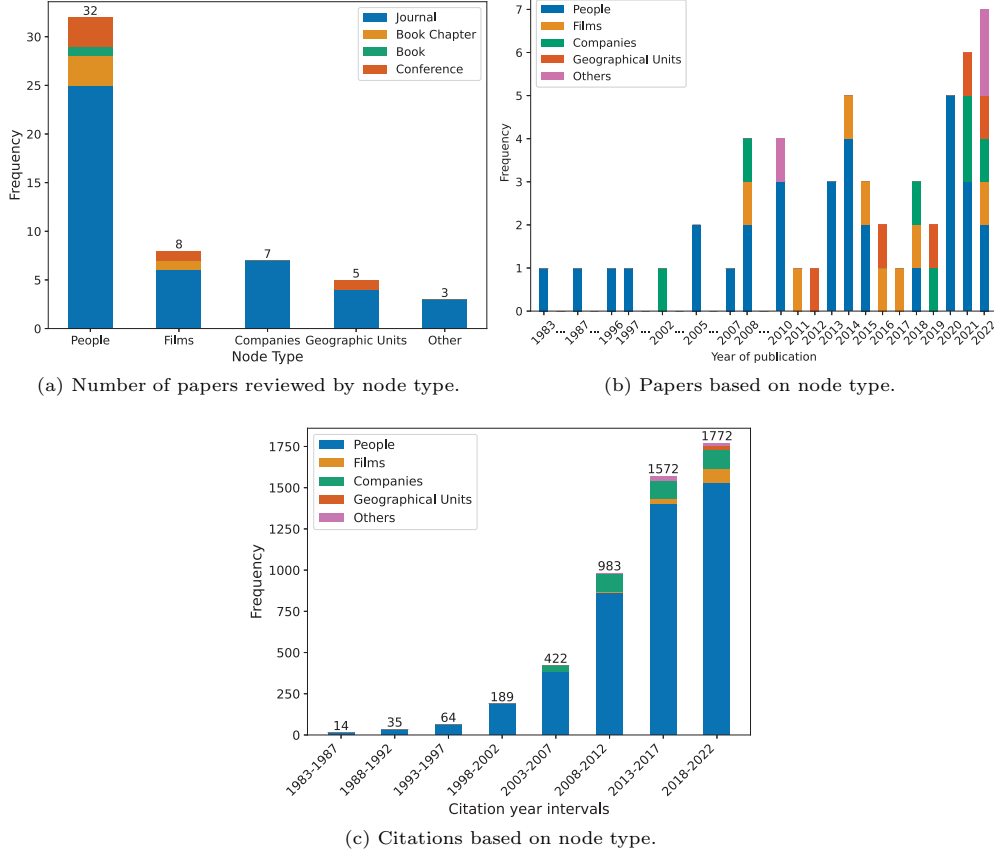 32
Journal
Book Chapter
Book
Conference
30
25
20
15
10
5
0
Frequency
8
7
5
3
People
Films
Companies
Geographic Units
Other
Node Type
(a) Number of papers reviewed by node type.
People
Films
Companies
Geographical Units
Others
7
6
5
4
3
2
1
0
Frequency
1983 ... 1987 ... 1996 1997 ... 2002 ... 2005 ... 2007 2008 ... 2010 2011 2012 2013 2014 2015 2016 2017 2018 2019 2020 2021 2022
Year of publication
(b) Papers based on node type.
People
Films
Companies
Geographical Units
Others
1750
1500
1250
1000
750
500
250
0
Frequency
14
35
64
189
422
983
1572
1772
1983-1987
1988-1992
1993-1997
1998-2002
2003-2007
2008-2012
2013-2017
2018-2022
Citation year intervals
(c) Citations based on node type.